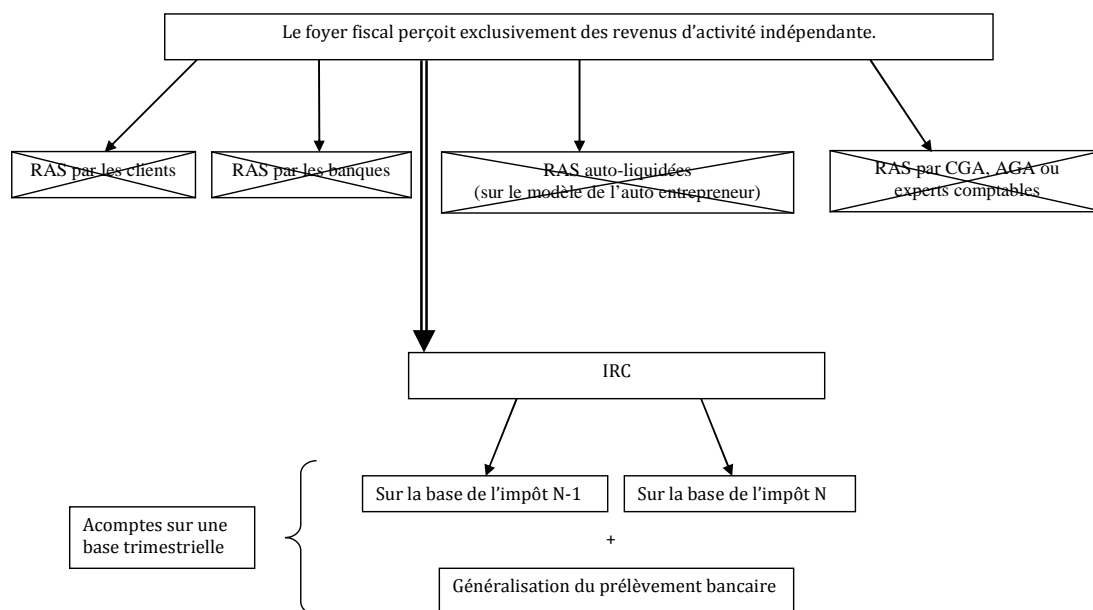 Le foyer fiscal perçoit exclusivement des revenus d’activité indépendante.
RAS par les clients
RAS par les banques
RAS auto-liquidées
(sur le modèle de l’auto entrepreneur)
RAS par CGA, AGA ou
experts comptables
IRC
Sur la base de l’impôt N-1
Sur la base de l’impôt N
Acomptes sur une
base trimestrielle
+
Généralisation du prélèvement bancaire